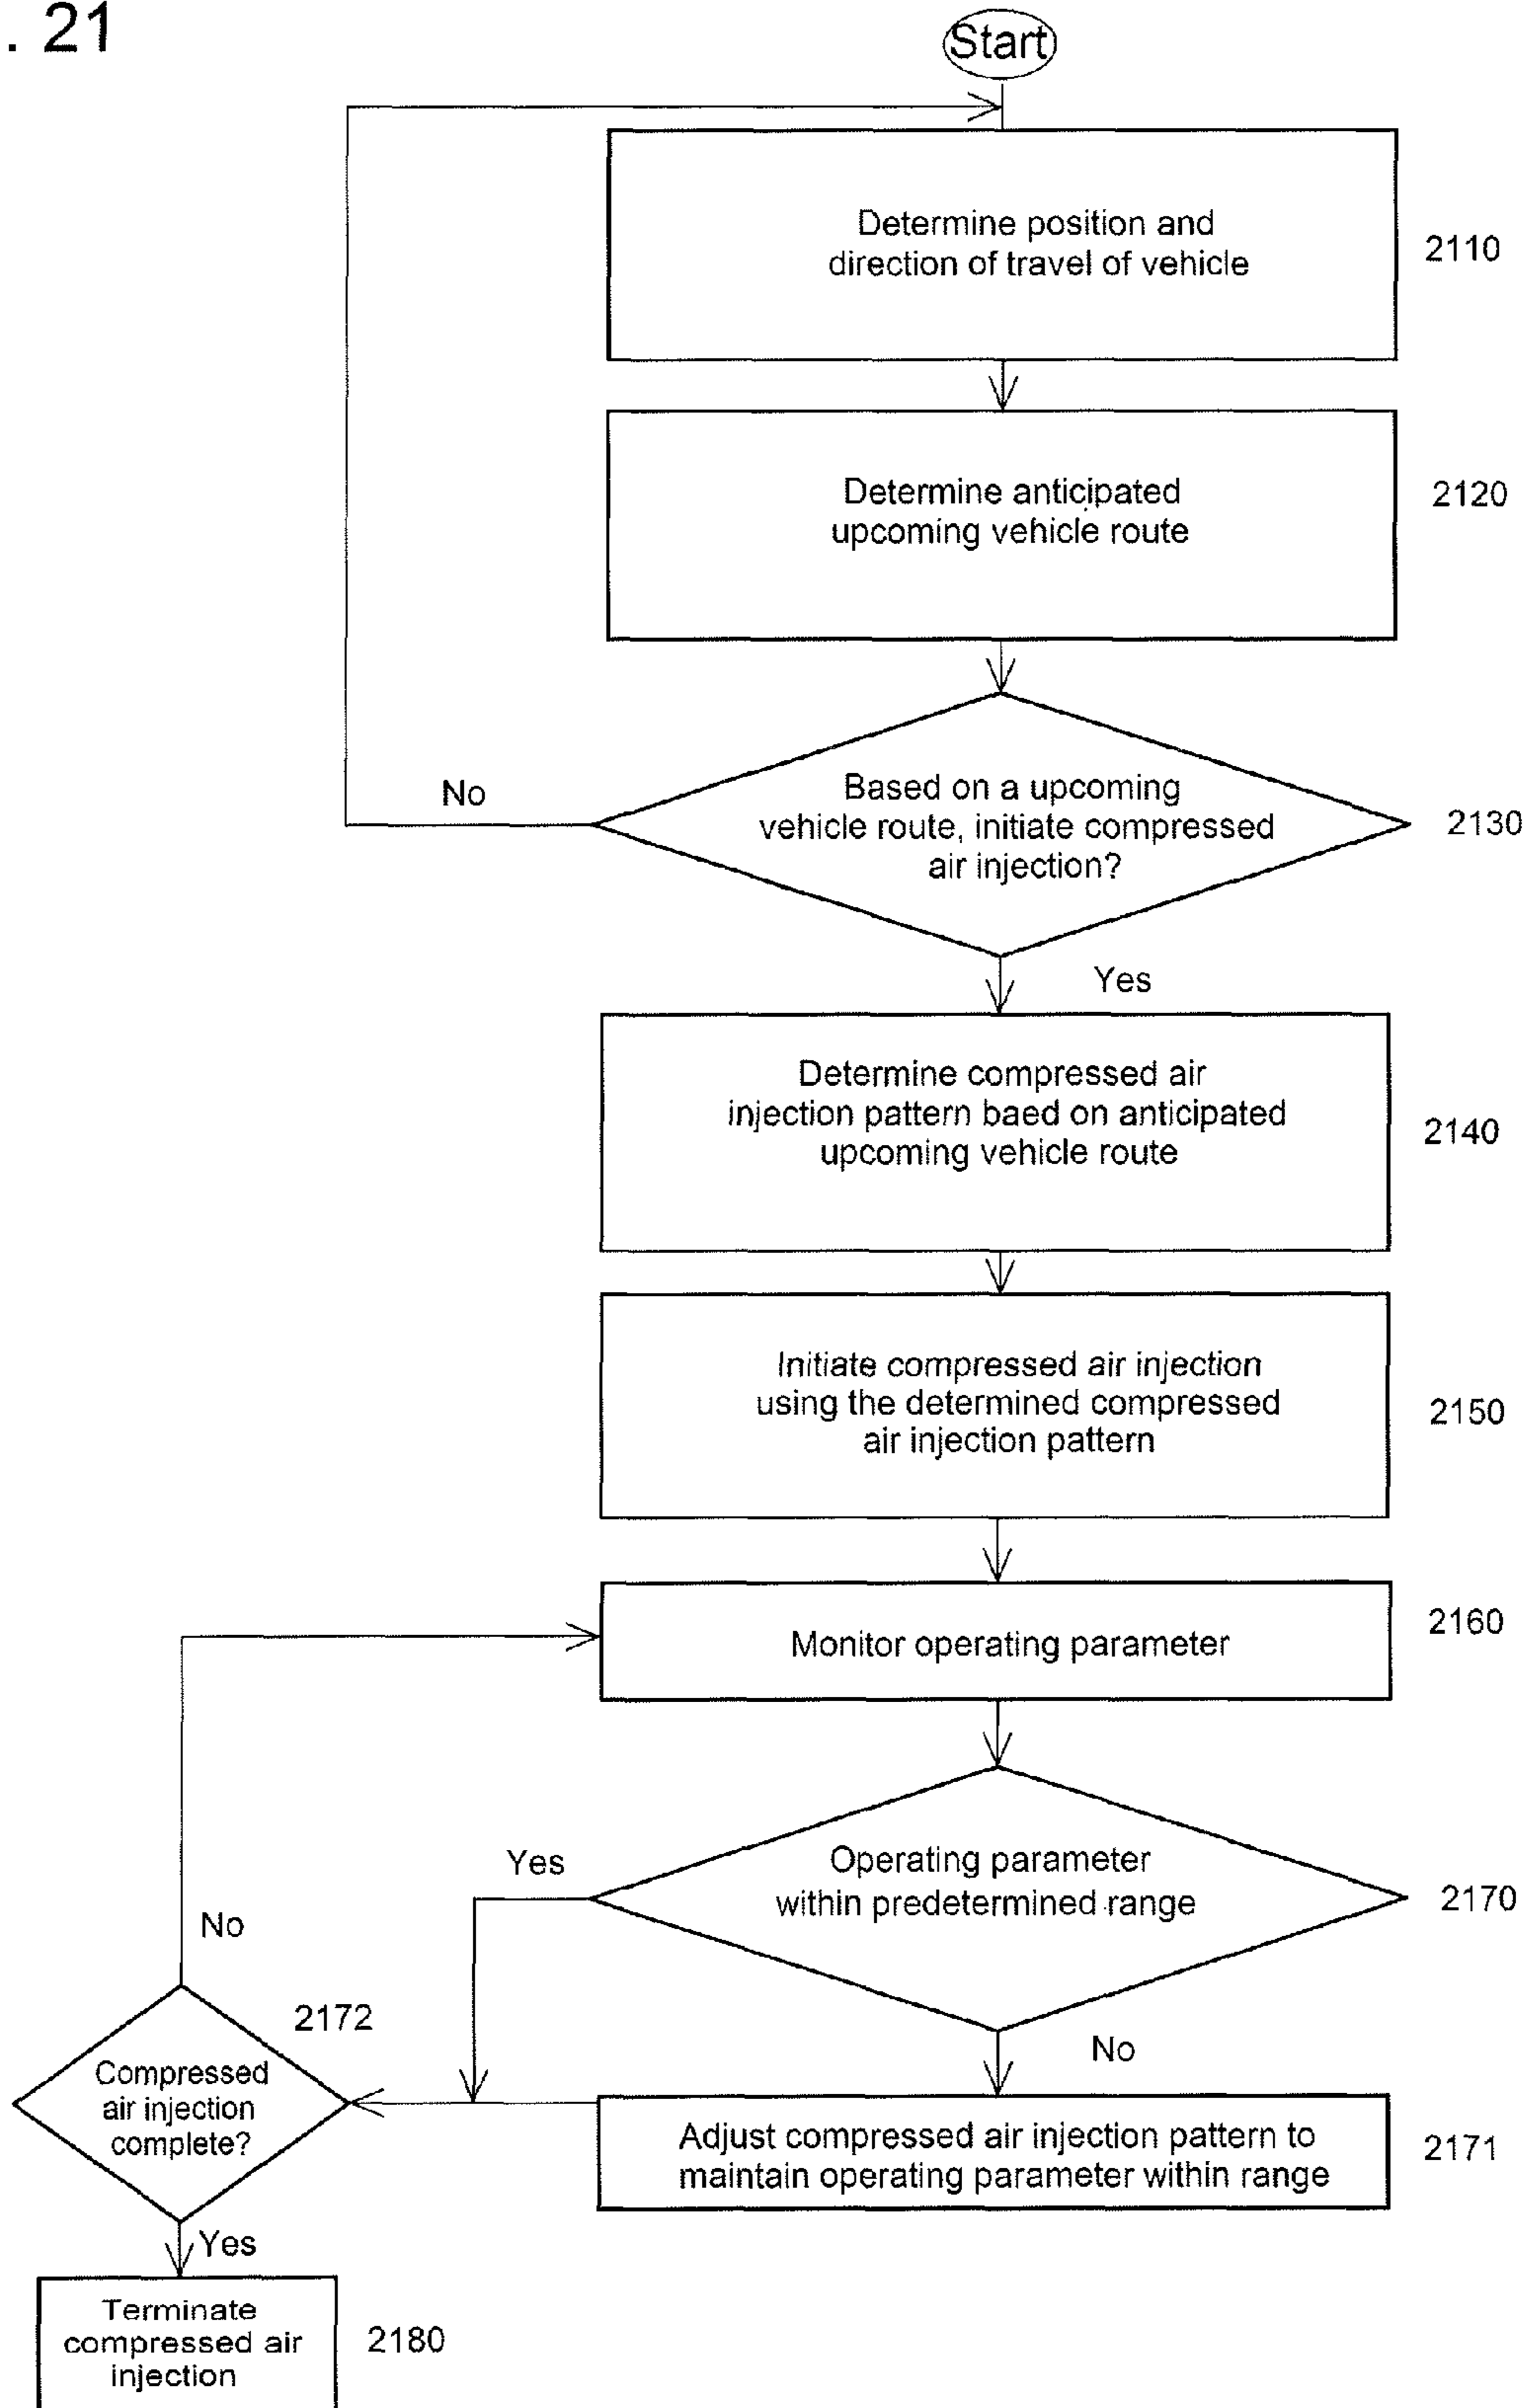 . 21
Start
Determine position and
direction of travel of vehicle
2110
Determine anticipated
upcoming vehicle route
2120
Based on a upcoming
vehicle route, initiate compressed
air injection?
2130
No
Yes
Determine compressed air
injection pattern baed on anticipated
upcoming vehicle route
2140
Initiate compressed air injection
using the determined compressed
air injection pattern
2150
Monitor operating parameter
2160
Operating parameter
within predetermined range
2170
Yes
No
Adjust compressed air injection pattern to
maintain operating parameter within range
2171
No
2172
Compressed
air injection
complete?
Yes
Terminate
compressed air
injection
2180